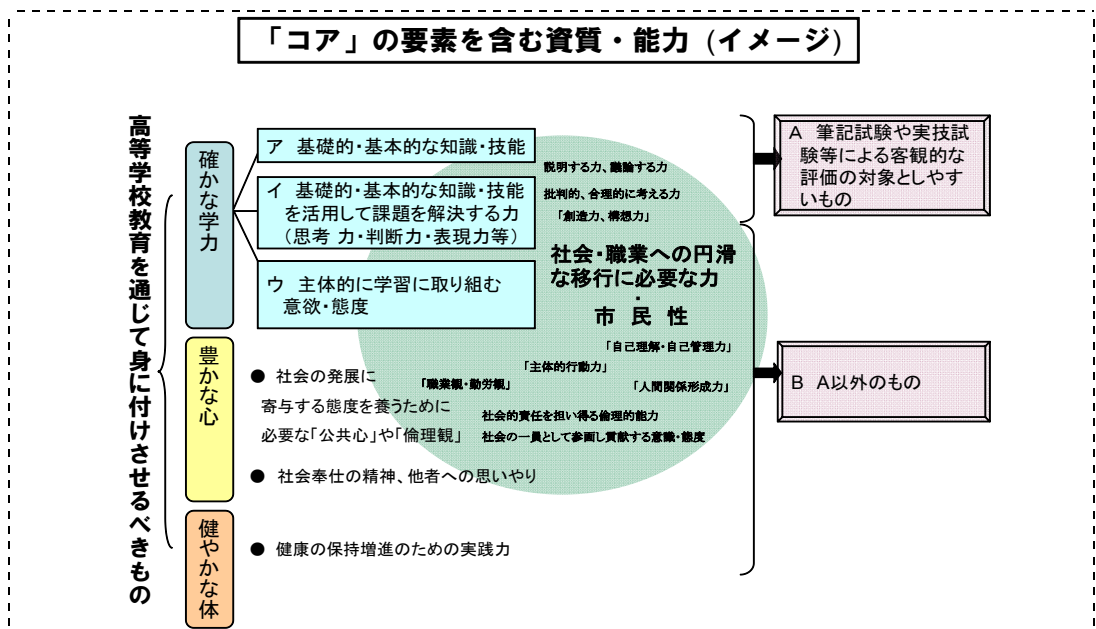 「コア」の要素を含む資質・能力 (イメージ)
高等学校教育を通じて身に付けさせるべきもの
確かな学力
ア 基礎的・基本的な知識・技能
イ 基礎的・基本的な知識・技能
を活用して課題を解決する力
（思考 力・判断力・表現力等）
ウ 主体的に学習に取り組む
意欲・態度
説明する力、議論する力
批判的、合理的に考える力
「創造力、構想力」
社会・職業への円滑
な移行に必要な力
・
市 民 性
「自己理解・自己管理力」
「主体的行動力」
「職業観・勤労観」
「人間関係形成力」
社会的責任を担い得る倫理的能力
社会の一員として参画し貢献する意識・態度
豊かな心
● 社会の発展に
寄与する態度を養うために
必要な「公共心」や「倫理観」
● 社会奉仕の精神、他者への思いやり
健やかな体
● 健康の保持増進のための実践力
A 筆記試験や実技試
験等による客観的な
評価の対象としやす
いもの
B A以外のもの